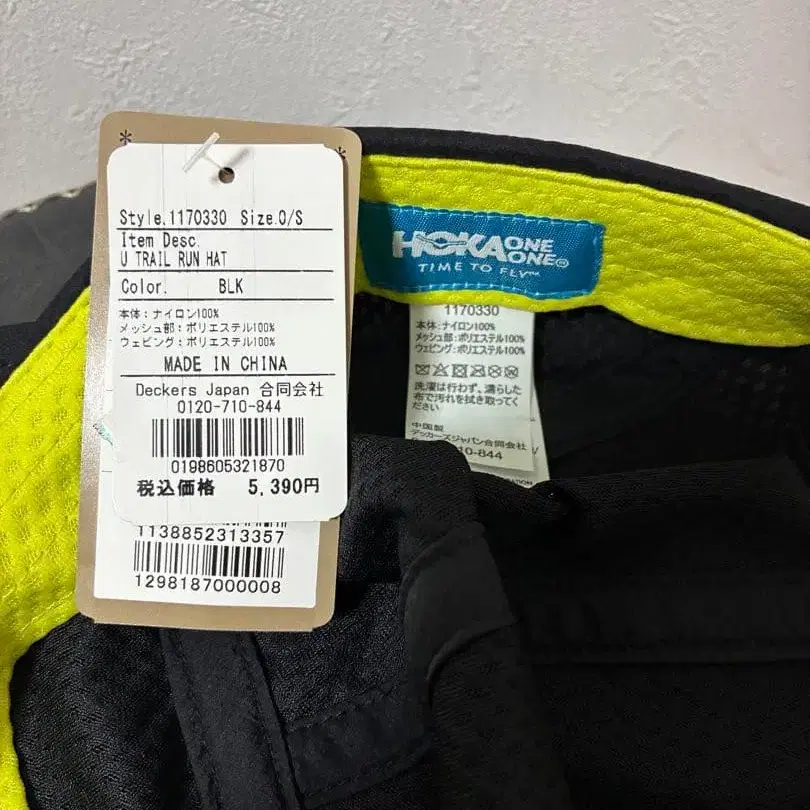 Style.1170330 Size.O/S
Item Desc.
U TRAIL RUN HAT
Color. BLK
本体：ナイロン100%
メッシュ部：ポリエステル100%
ウェビング：ポリエステル100%
MADE IN CHINA
Deckers Japan 合同会社
0120-710-844
0198605321870
税込価格 5,390円
1138852313357
1298187000008
HOKA ONE ONE®
TIME TO FLY™
1170330
本体：ナイロン100%
メッシュ部：ポリエステル100%
ウェビング：ポリエステル100%
洗濯は行わず、濡らした
布で汚れを拭き取ってく
ださい
中国製
デッカーズジャパン合同会社
10-844